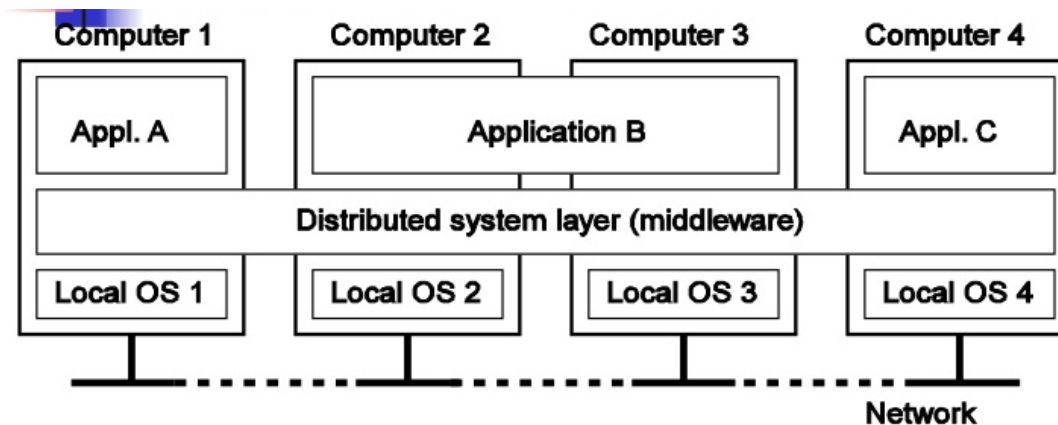 Computer 1 Computer 2 Computer 3 Computer 4
Appl. A Application B Appl. C
Distributed system layer (middleware)
Local OS 1 Local OS 2 Local OS 3 Local OS 4
Network